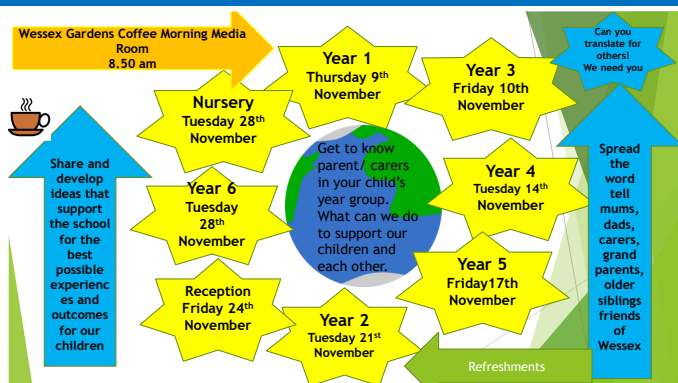 Wessex Gardens Coffee Morning Media
Room
8.50 am
Year 1
Thursday 9th
November
Year 3
Friday 10th
November
Can you
translate for
others!
We need you
Nursery
Tuesday 28th
November
Get to know
parent/ carers
in your child's
year group.
What can we do
to support our
children and
each other.
Year 4
Tuesday 14th
November
Share and
develop
ideas that
support
the school
for the
best
possible
experienc
es and
outcomes
for our
children
Year 6
Tuesday
28th
November
Spread
the
word
tell
mums,
dads,
carers,
grand
parents,
older
siblings
friends
of
Wessex
Year 5
Friday17th
November
Reception
Friday 24th
November
Year 2
Tuesday 21st
November
Refreshments